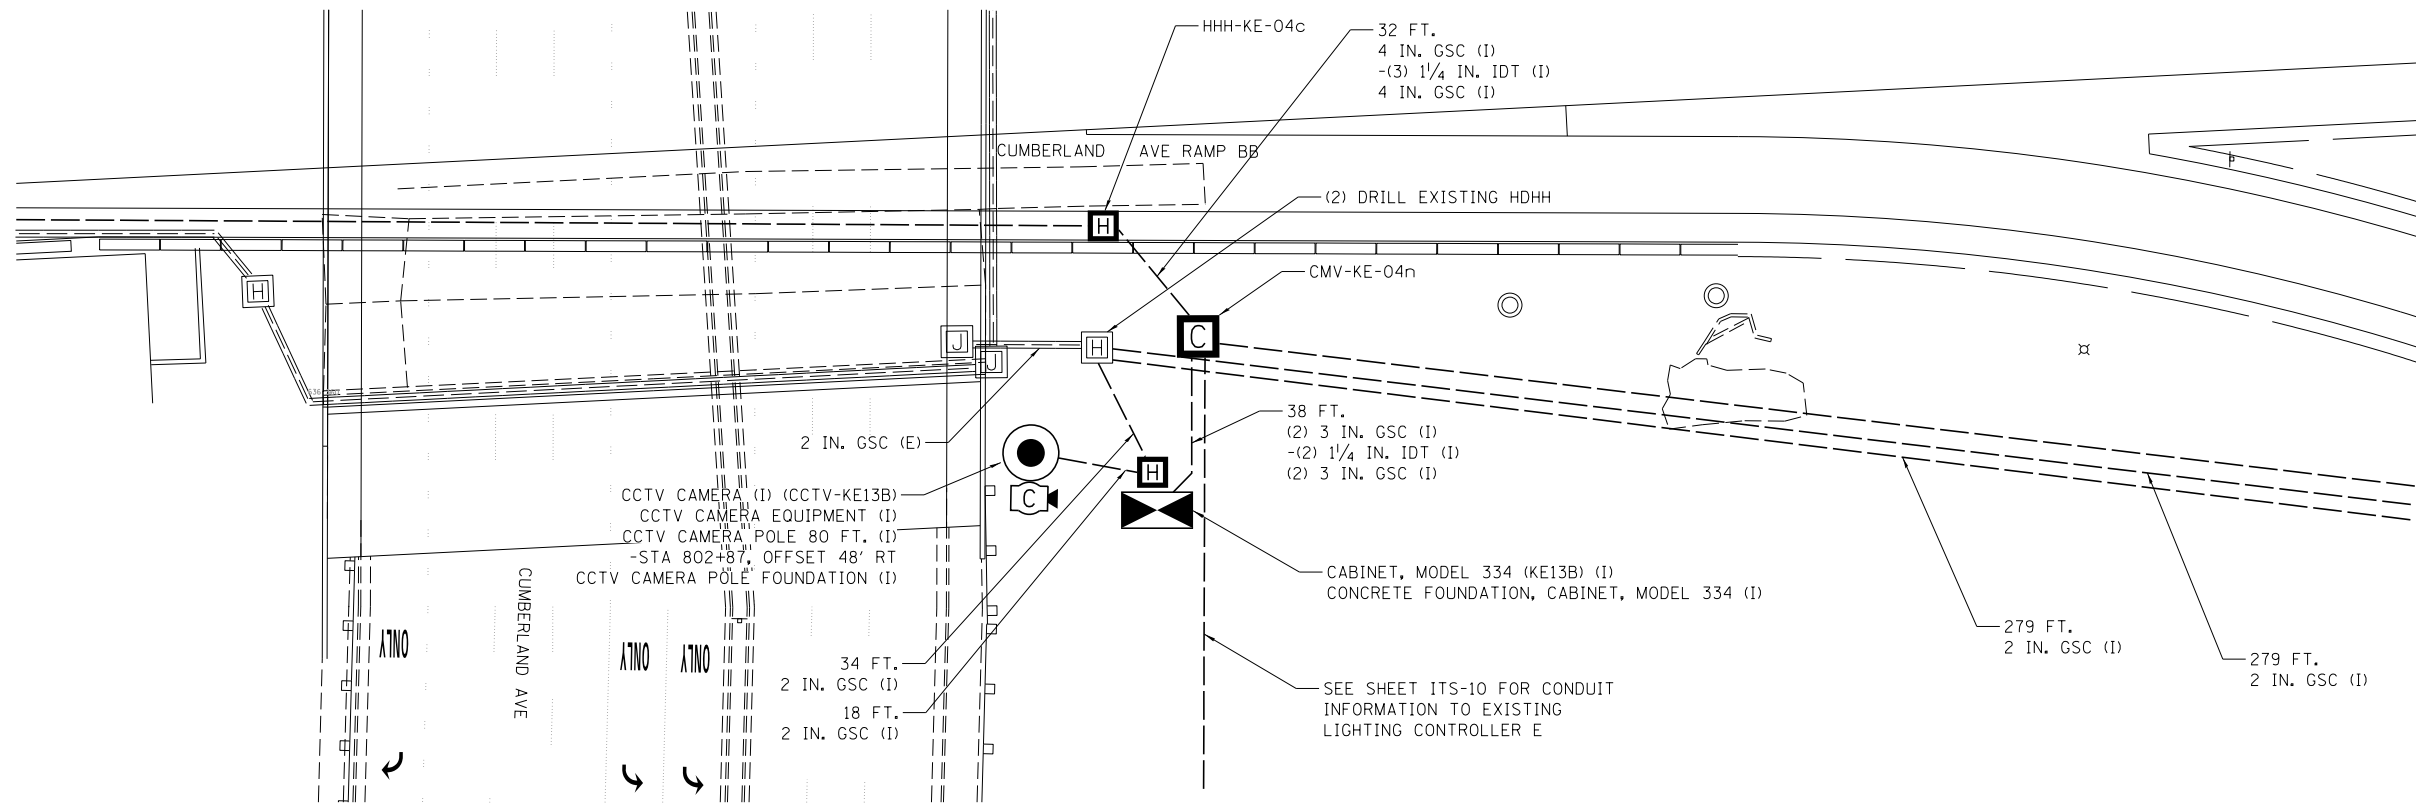 HHH-KE-04c
32 FT.
4 IN. GSC (I)
-(3) 1 1/4 IN. IDT (I)
4 IN. GSC (I)
CUMBERLAND AVE RAMP BB
(2) DRILL EXISTING HDHH
H
CMV-KE-04n
H
J
H
C
J
2 IN. GSC (E)
38 FT.
(2) 3 IN. GSC (I)
-(2) 1 1/4 IN. IDT (I)
(2) 3 IN. GSC (I)
H
C
CCTV CAMERA (I) (CCTV-KE13B)
CCTV CAMERA EQUIPMENT (I)
CCTV CAMERA POLE 80 FT. (I)
-STA 802+87, OFFSET 48' RT
CCTV CAMERA POLE FOUNDATION (I)
CABINET, MODEL 334 (KE13B) (I)
CONCRETE FOUNDATION, CABINET, MODEL 334 (I)
CUMBERLAND AVE
ONLY
ONLY
ONLY
34 FT.
2 IN. GSC (I)
18 FT.
2 IN. GSC (I)
279 FT.
2 IN. GSC (I)
279 FT.
2 IN. GSC (I)
SEE SHEET ITS-10 FOR CONDUIT
INFORMATION TO EXISTING
LIGHTING CONTROLLER E